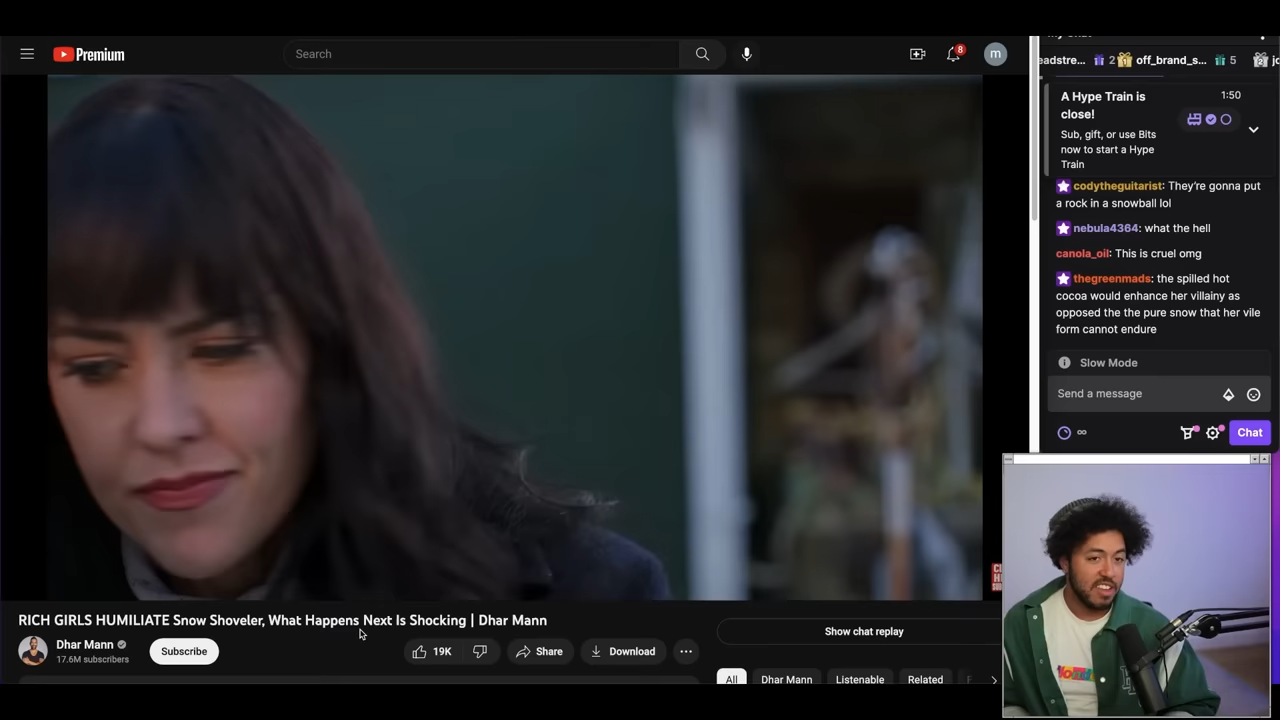 Premium
Search
8
m
RICH GIRLS HUMILIATE Snow Shoveler, What Happens Next Is Shocking | Dhar Mann
Dhar Mann
17.6M subscribers
Subscribe
19K
Share
Download
Show chat replay
All
Dhar Mann
Listenable
Related
eadstre...
2
off_brand_s...
5
A Hype Train is
close!
1:50
Sub, gift, or use Bits
now to start a Hype
Train
codytheguitarist: They're gonna put
a rock in a snowball lol
nebula4364: what the hell
canola_oil: This is cruel omg
thegreenmads: the spilled hot
cocoa would enhance her villainy as
opposed the the pure snow that her vile
form cannot endure
Slow Mode
Send a message
Chat